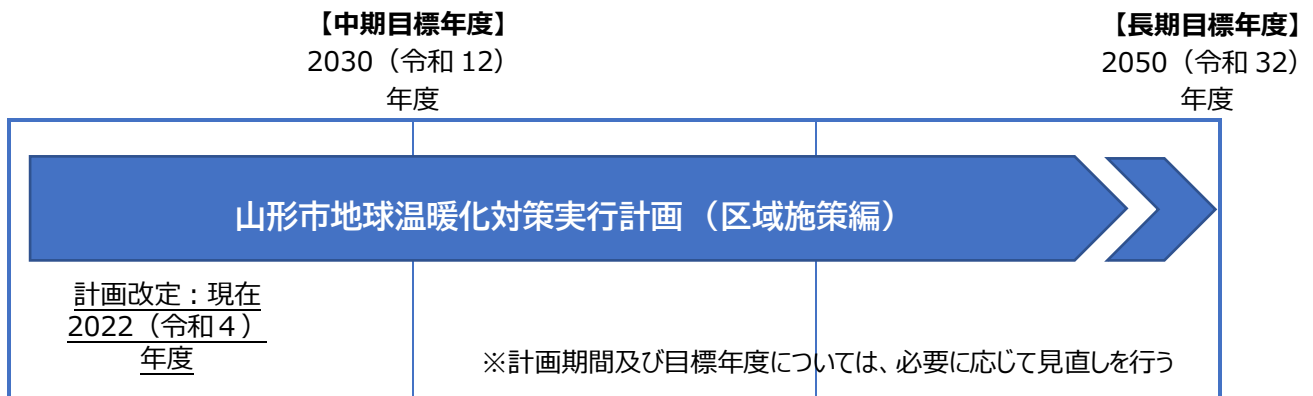 【中期目標年度】
2030（令和 12）
年度
【長期目標年度】
2050（令和 32）
年度
山形市地球温暖化対策実行計画（区域施策編）
計画改定：現在
2022（令和４）
年度
※計画期間及び目標年度については、必要に応じて見直しを行う